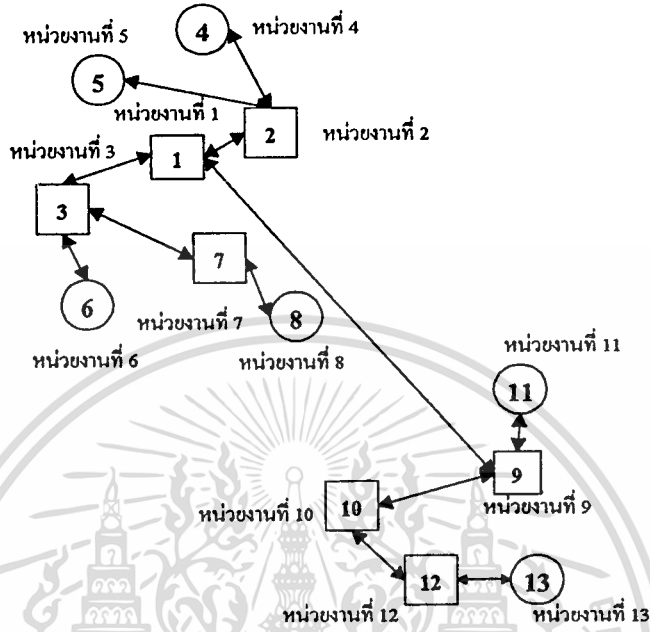 หน่วยงานที่ 5
4
หน่วยงานที่ 4
5
หน่วยงานที่ 1
2
หน่วยงานที่ 2
หน่วยงานที่ 3
1
3
7
6
หน่วยงานที่ 7
8
หน่วยงานที่ 6
หน่วยงานที่ 8
หน่วยงานที่ 11
11
9
หน่วยงานที่ 9
10
หน่วยงานที่ 10
12
13
หน่วยงานที่ 12
หน่วยงานที่ 13